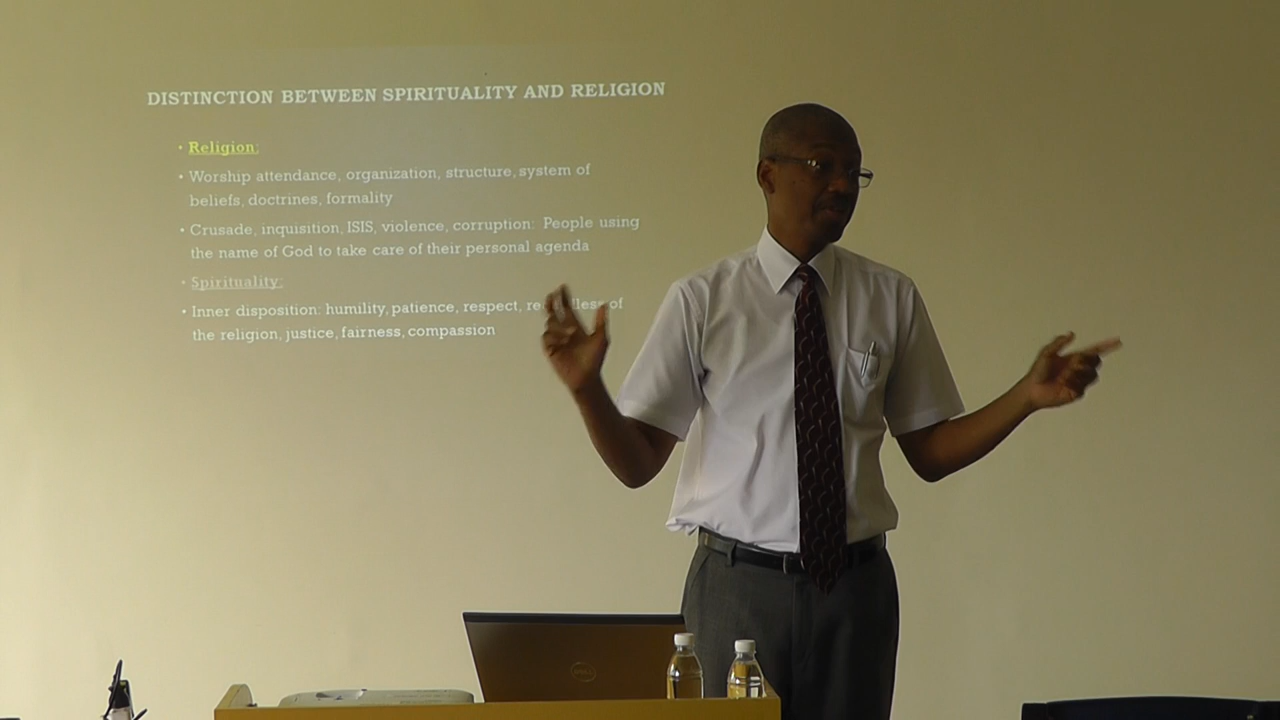 DISTINCTION BETWEEN SPIRITUALITY AND RELIGION
• Religion:
• Worship attendance, organization, structure, system of
beliefs, doctrines, formality
• Crusade, inquisition, ISIS, violence, corruption: People using
the name of God to take care of their personal agenda
• Spirituality:
• Inner disposition: humility, patience, respect, of
the religion, justice, fairness, compassion
DELL